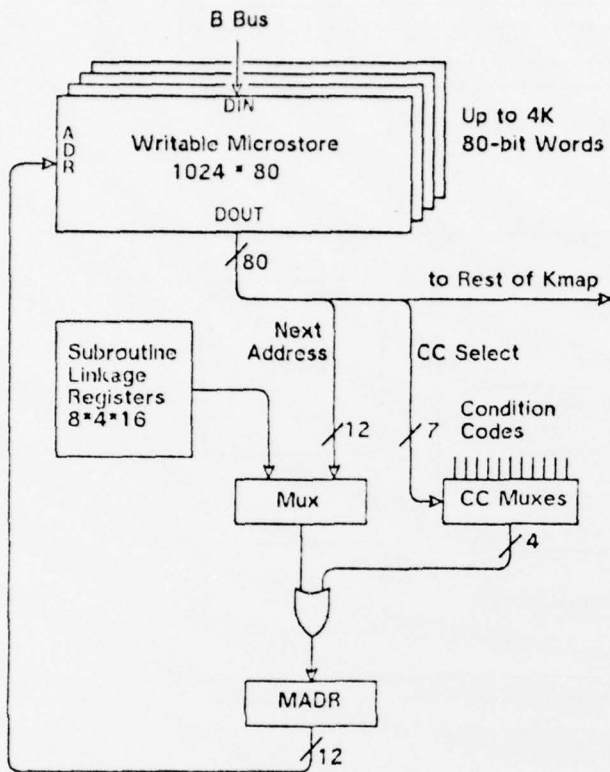 B Bus
DIN
ADR
Writable Microstore
1024 * 80
DOUT
Up to 4K
80-bit Words
80
to Rest of Kmap
Next
Address
CC Select
Subroutine
Linkage
Registers
8*4*16
12
7
Condition
Codes
Mux
CC Muxes
4
MADR
12